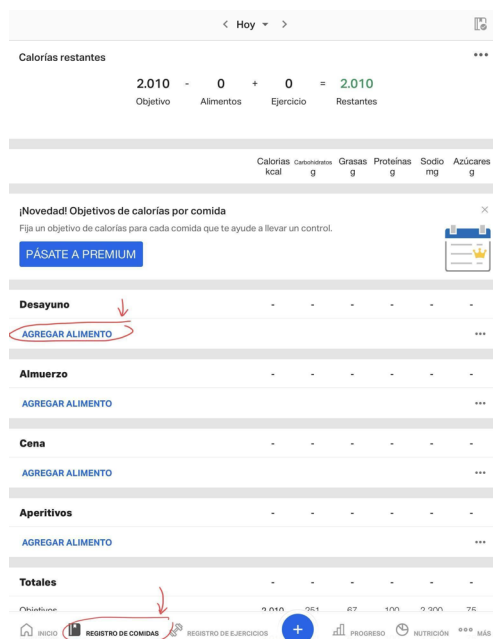 < Hoy >
Calorías restantes
2.010 - 0 + 0 = 2.010
Objetivo Alimentos Ejercicio Restantes
Calorias Carbohidratos Grasas Proteínas Sodio Azúcares
kcal g g g mg g
¡Novedad! Objetivos de calorías por comida
Fija un objetivo de calorías para cada comida que te ayude a llevar un control.
PÁSATE A PREMIUM
Desayuno - - - - - -
AGREGAR ALIMENTO
Almuerzo - - - - - -
AGREGAR ALIMENTO
Cena - - - - - -
AGREGAR ALIMENTO
Aperitivos - - - - - -
AGREGAR ALIMENTO
Totales - - - - - -
Objetivos 2.010 251 67 100 2.300 75
INICIO REGISTRO DE COMIDAS REGISTRO DE EJERCICIOS + PROGRESO NUTRICIÓN MÁS